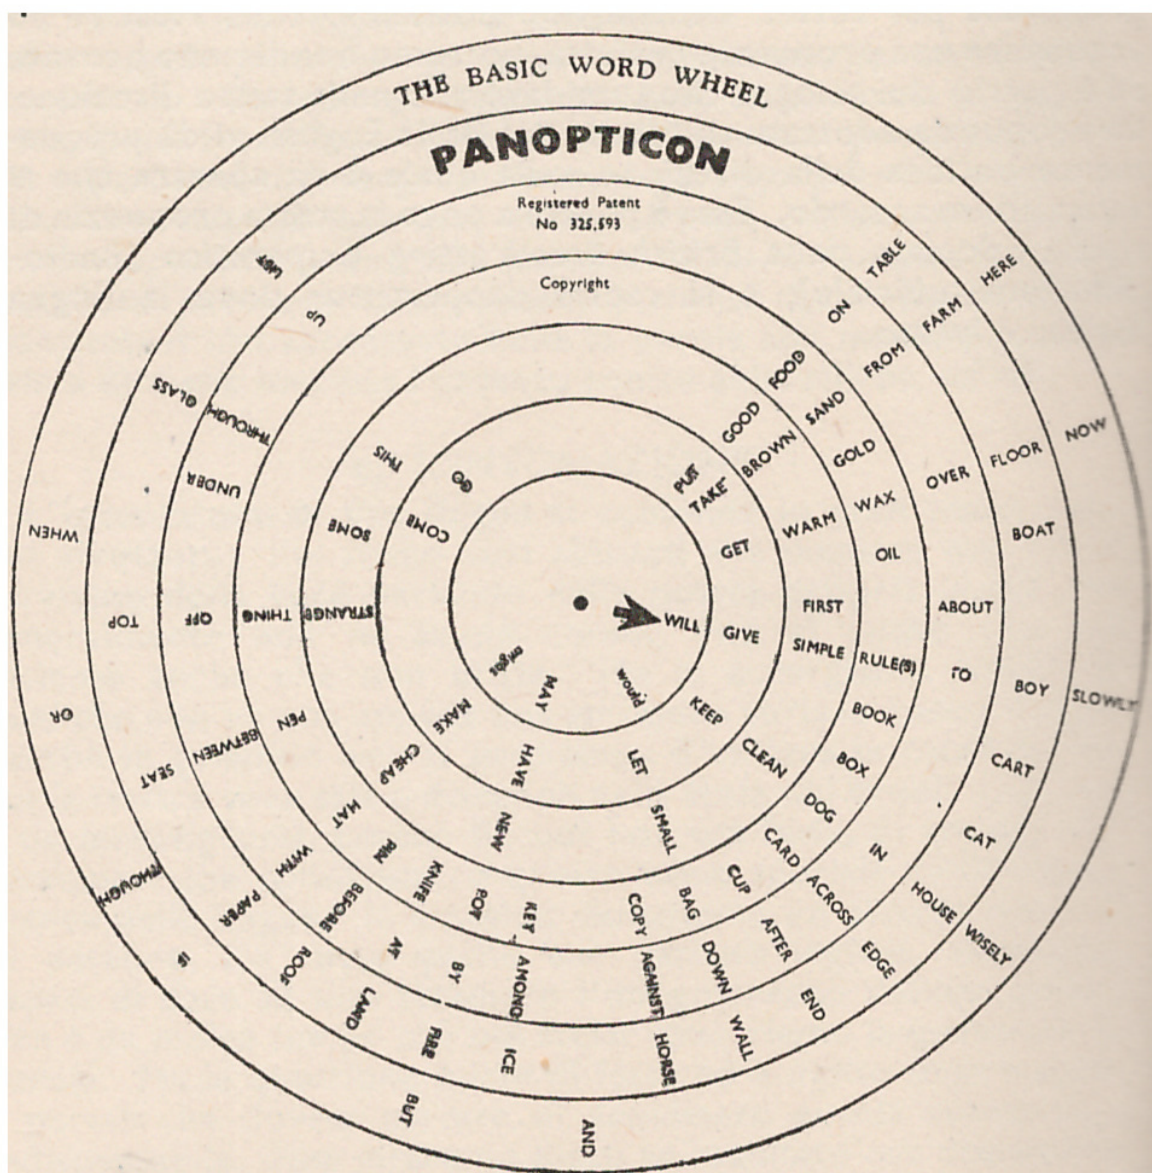 THE BASIC WORD WHEEL
HERE
NOW
SLOWLY
WISELY
AND
BUT
IF
THOUGH
OR
WHEN
PANOPTICON
TABLE
FARM
FLOOR
BOAT
BOY
CART
CAT
HOUSE
EDGE
END
WALL
HORSE
ICE
FIRE
LAND
ROOF
PAPER
SEAT
TOP
GLASS
LEFT
Registered Patent
No 325,593
ON
FROM
OVER
ABOUT
TO
IN
ACROSS
AFTER
DOWN
AGAINST
AMONG
BY
AT
BEFORE
WITH
BETWEEN
OFF
UNDER
THROUGH
UP
Copyright
FOOD
SAND
GOLD
WAX
OIL
RULE(S)
BOOK
BOX
DOG
CARD
CUP
BAG
COPY
KEY
POT
KNIFE
PIN
HAT
PEN
THING
GOOD
BROWN
WARM
FIRST
SIMPLE
CLEAN
SMALL
NEW
CHEAP
STRANGE
SOME
THIS
PUT
TAKE
GET
GIVE
KEEP
LET
HAVE
MAKE
COME
GO
WILL
would
MAY
might